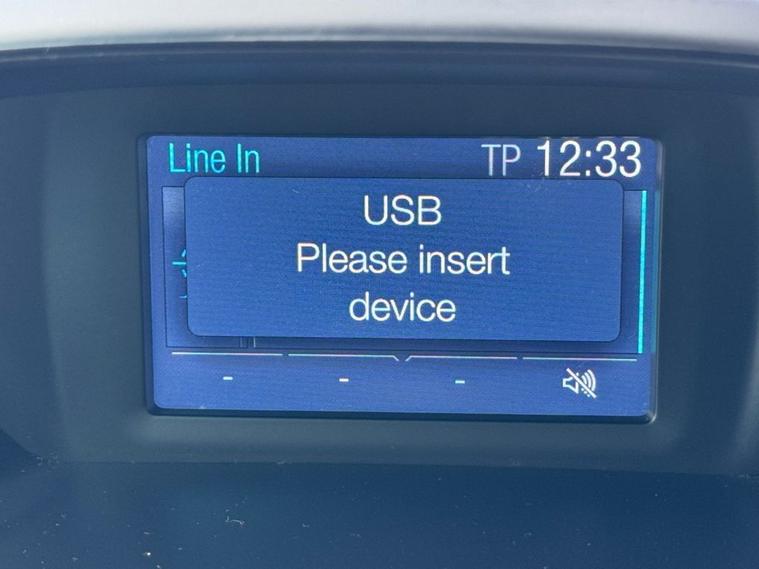 Line In TP 12:33
USB
Please insert
device
- - -